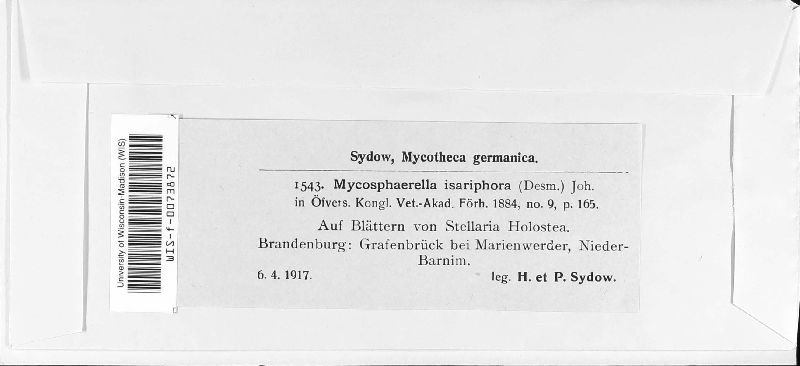 Sydow, Mycotheca germanica.
1543. Mycosphaerella isariphora (Desm.) Joh.
in Öfvers. Kongl. Vet.-Akad. Förh. 1884, no. 9, p. 165.
Auf Blättern von Stellaria Holostea.
Brandenburg: Grafenbrück bei Marienwerder, Nieder-
Barnim.
6. 4. 1917. leg. H. et P. Sydow.
University of Wisconsin-Madison (WIS)
WIS-f-0073872